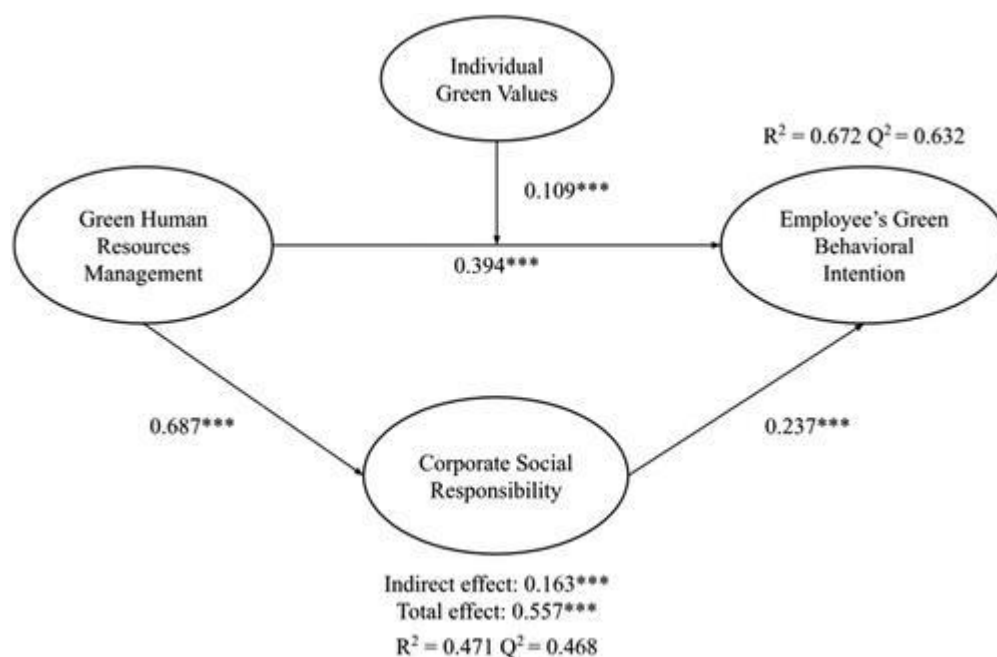 Individual
Green Values
R² = 0.672 Q² = 0.632
0.109***
Green Human
Resources
Management
Employee's Green
Behavioral
Intention
0.394***
0.687***
0.237***
Corporate Social
Responsibility
Indirect effect: 0.163***
Total effect: 0.557***
R² = 0.471 Q² = 0.468